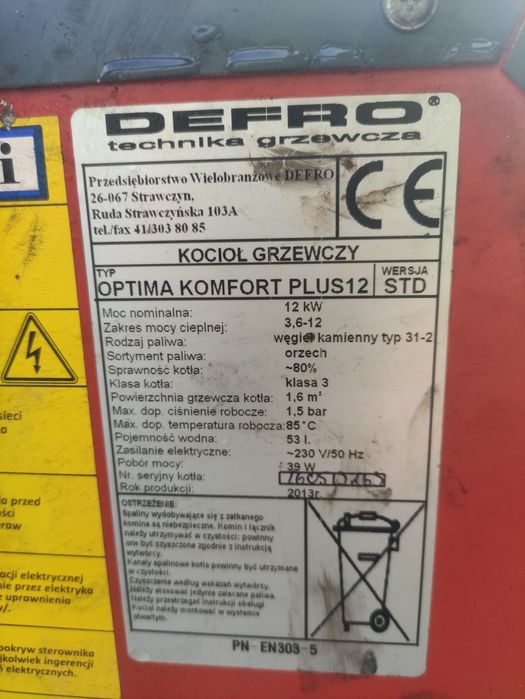 DEFRO®
technika grzewcza
Przedsiębiorstwo Wielobranżowe DEFRO
26-067 Strawczyn,
Ruda Strawczyńska 103A
tel./fax 41/303 80 85
CE
KOCIOŁ GRZEWCZY
TYP
OPTIMA KOMFORT PLUS12
WERSJA
STD
Moc nominalna: 12 kW
Zakres mocy cieplnej: 3,6-12
Rodzaj paliwa: węgiel kamienny typ 31-2
Sortyment paliwa: orzech
Sprawność kotła: ~80%
Klasa kotła: klasa 3
Powierzchnia grzewcza kotła: 1,6 m²
Max. dop. ciśnienie robocze: 1,5 bar
Max. dop. temperatura robocza: 85°C
Pojemność wodna: 53 l.
Zasilanie elektryczne: ~230 V/50 Hz
Pobór mocy: 39 W
Nr. seryjny kotła:
Rok produkcji: 2013r.
OSTRZEŻENIE:
Spaliny wydobywające się z zatkanego
komina są niebezpieczne. Komin i łącznik
należy utrzymywać w czystości: powinny
one być czyszczone zgodnie z instrukcją
wytwórcy.
Kanały spalinowe kotła powinny być utrzymana
w czystości.
Czyszczenie według wskazań wytwórcy.
Należy stosować jedynie zalecane paliwa.
Należy przestrzegać instrukcji obsługi
Kocioł należy montować w systemie
otwartym.
PN-EN303-5
i
sieci
a
a przed
ości
praw
acji elektrycznej
nie przez elektryka
e uprawnienia
w/.
pokryw sterownika
jkolwiek ingerencji
ń elektrycznych